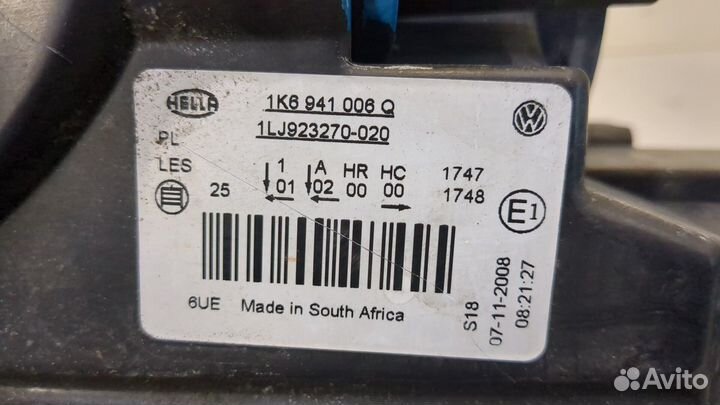 HELLA
1K6 941 006 Q
1LJ923270-020
PL
LES
1 A HR HC 1747
25 01 02 00 00 1748
E1
6UE Made in South Africa
S18
07-11-2008
08:21:27
VW
Avito